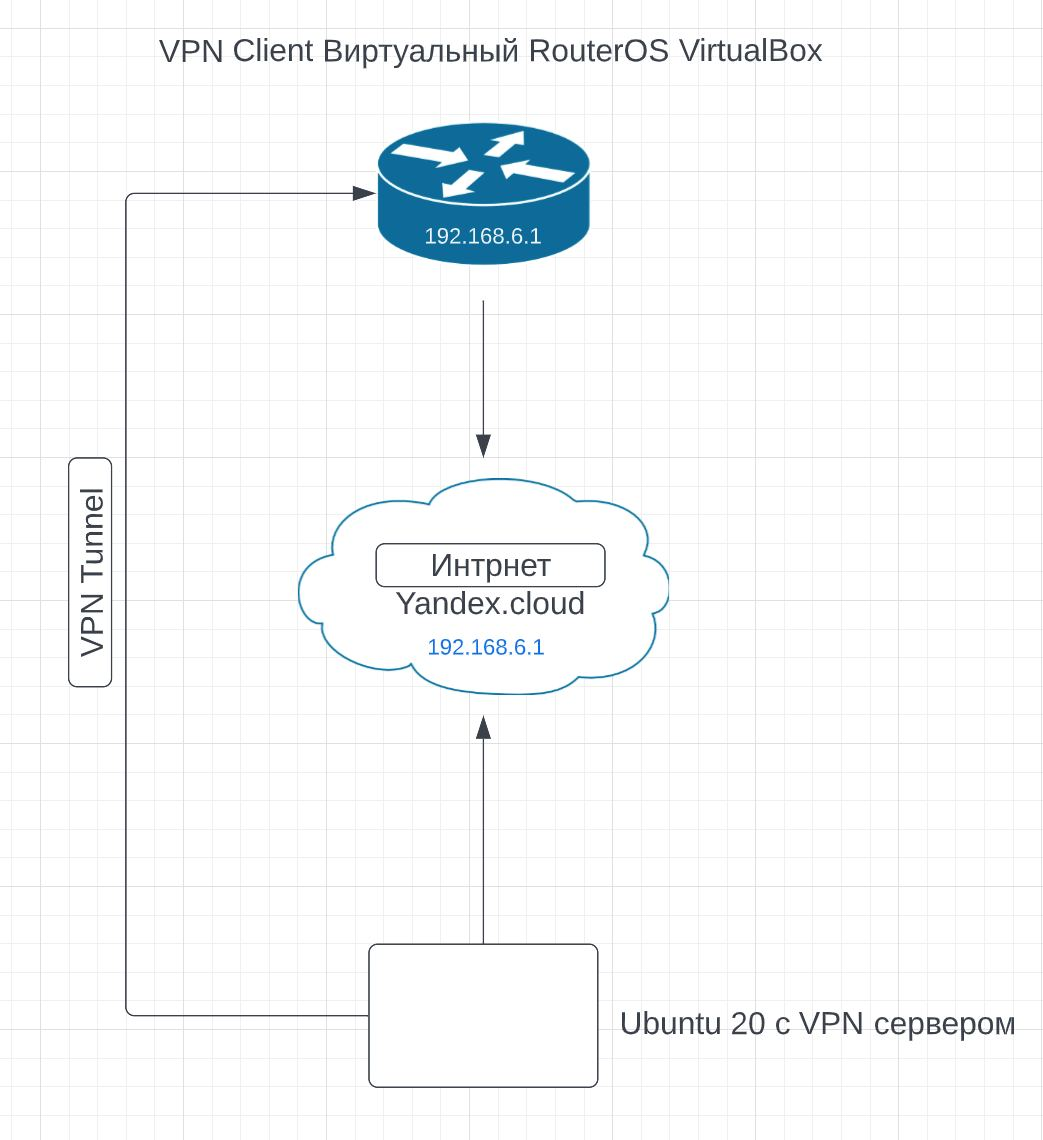 VPN Client Виртуальный RouterOS VirtualBox
192.168.6.1
VPN Tunnel
Интрнет
Yandex.cloud
192.168.6.1
Ubuntu 20 с VPN сервером